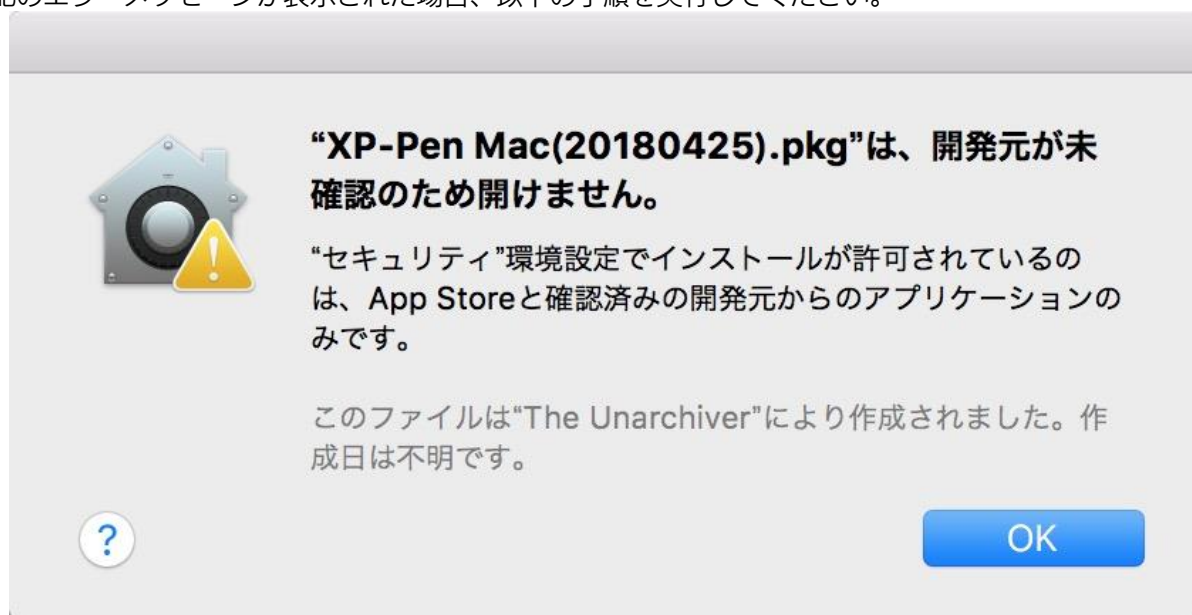 “XP-Pen Mac(20180425).pkg”は、開発元が未
確認のため開けません。
“セキュリティ”環境設定でインストールが許可されているの
は、App Storeと確認済みの開発元からのアプリケーションの
みです。
このファイルは“The Unarchiver”により作成されました。作
成日は不明です。
?
OK